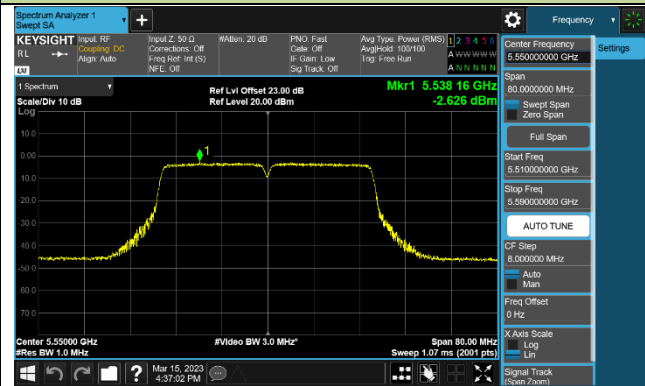 Spectrum Analyzer 1
Swept SA
+
Frequency
KEYSIGHT
RL
LXI
Input: RF
Coupling: DC
Align: Auto
Input Z: 50 Ω
Corrections: Off
Freq Ref: Int (S)
NFE: Off
#Atten: 20 dB
PNO: Fast
Gate: Off
IF Gain: Low
Sig Track: Off
Avg Type: Power (RMS)
Avg|Hold: 100/100
Trig: Free Run
1 2 3 4 5 6
A W W W W W
A N N N N N
1 Spectrum
Scale/Div 10 dB
Log
Ref Lvl Offset 23.00 dB
Ref Level 20.00 dBm
Mkr1 5.538 16 GHz
-2.626 dBm
10.0
0.00
-10.0
-20.0
-30.0
-40.0
-50.0
-60.0
-70.0
1
Center 5.55000 GHz
#Res BW 1.0 MHz
#Video BW 3.0 MHz*
Span 80.00 MHz
Sweep 1.07 ms (2001 pts)
Mar 15, 2023
4:37:02 PM
?
Center Frequency
5.550000000 GHz
Settings
Span
80.0000000 MHz
Swept Span
Zero Span
Full Span
Start Freq
5.510000000 GHz
Stop Freq
5.590000000 GHz
AUTO TUNE
CF Step
8.000000 MHz
Auto
Man
Freq Offset
0 Hz
X Axis Scale
Log
Lin
Signal Track
(Span Zoom)